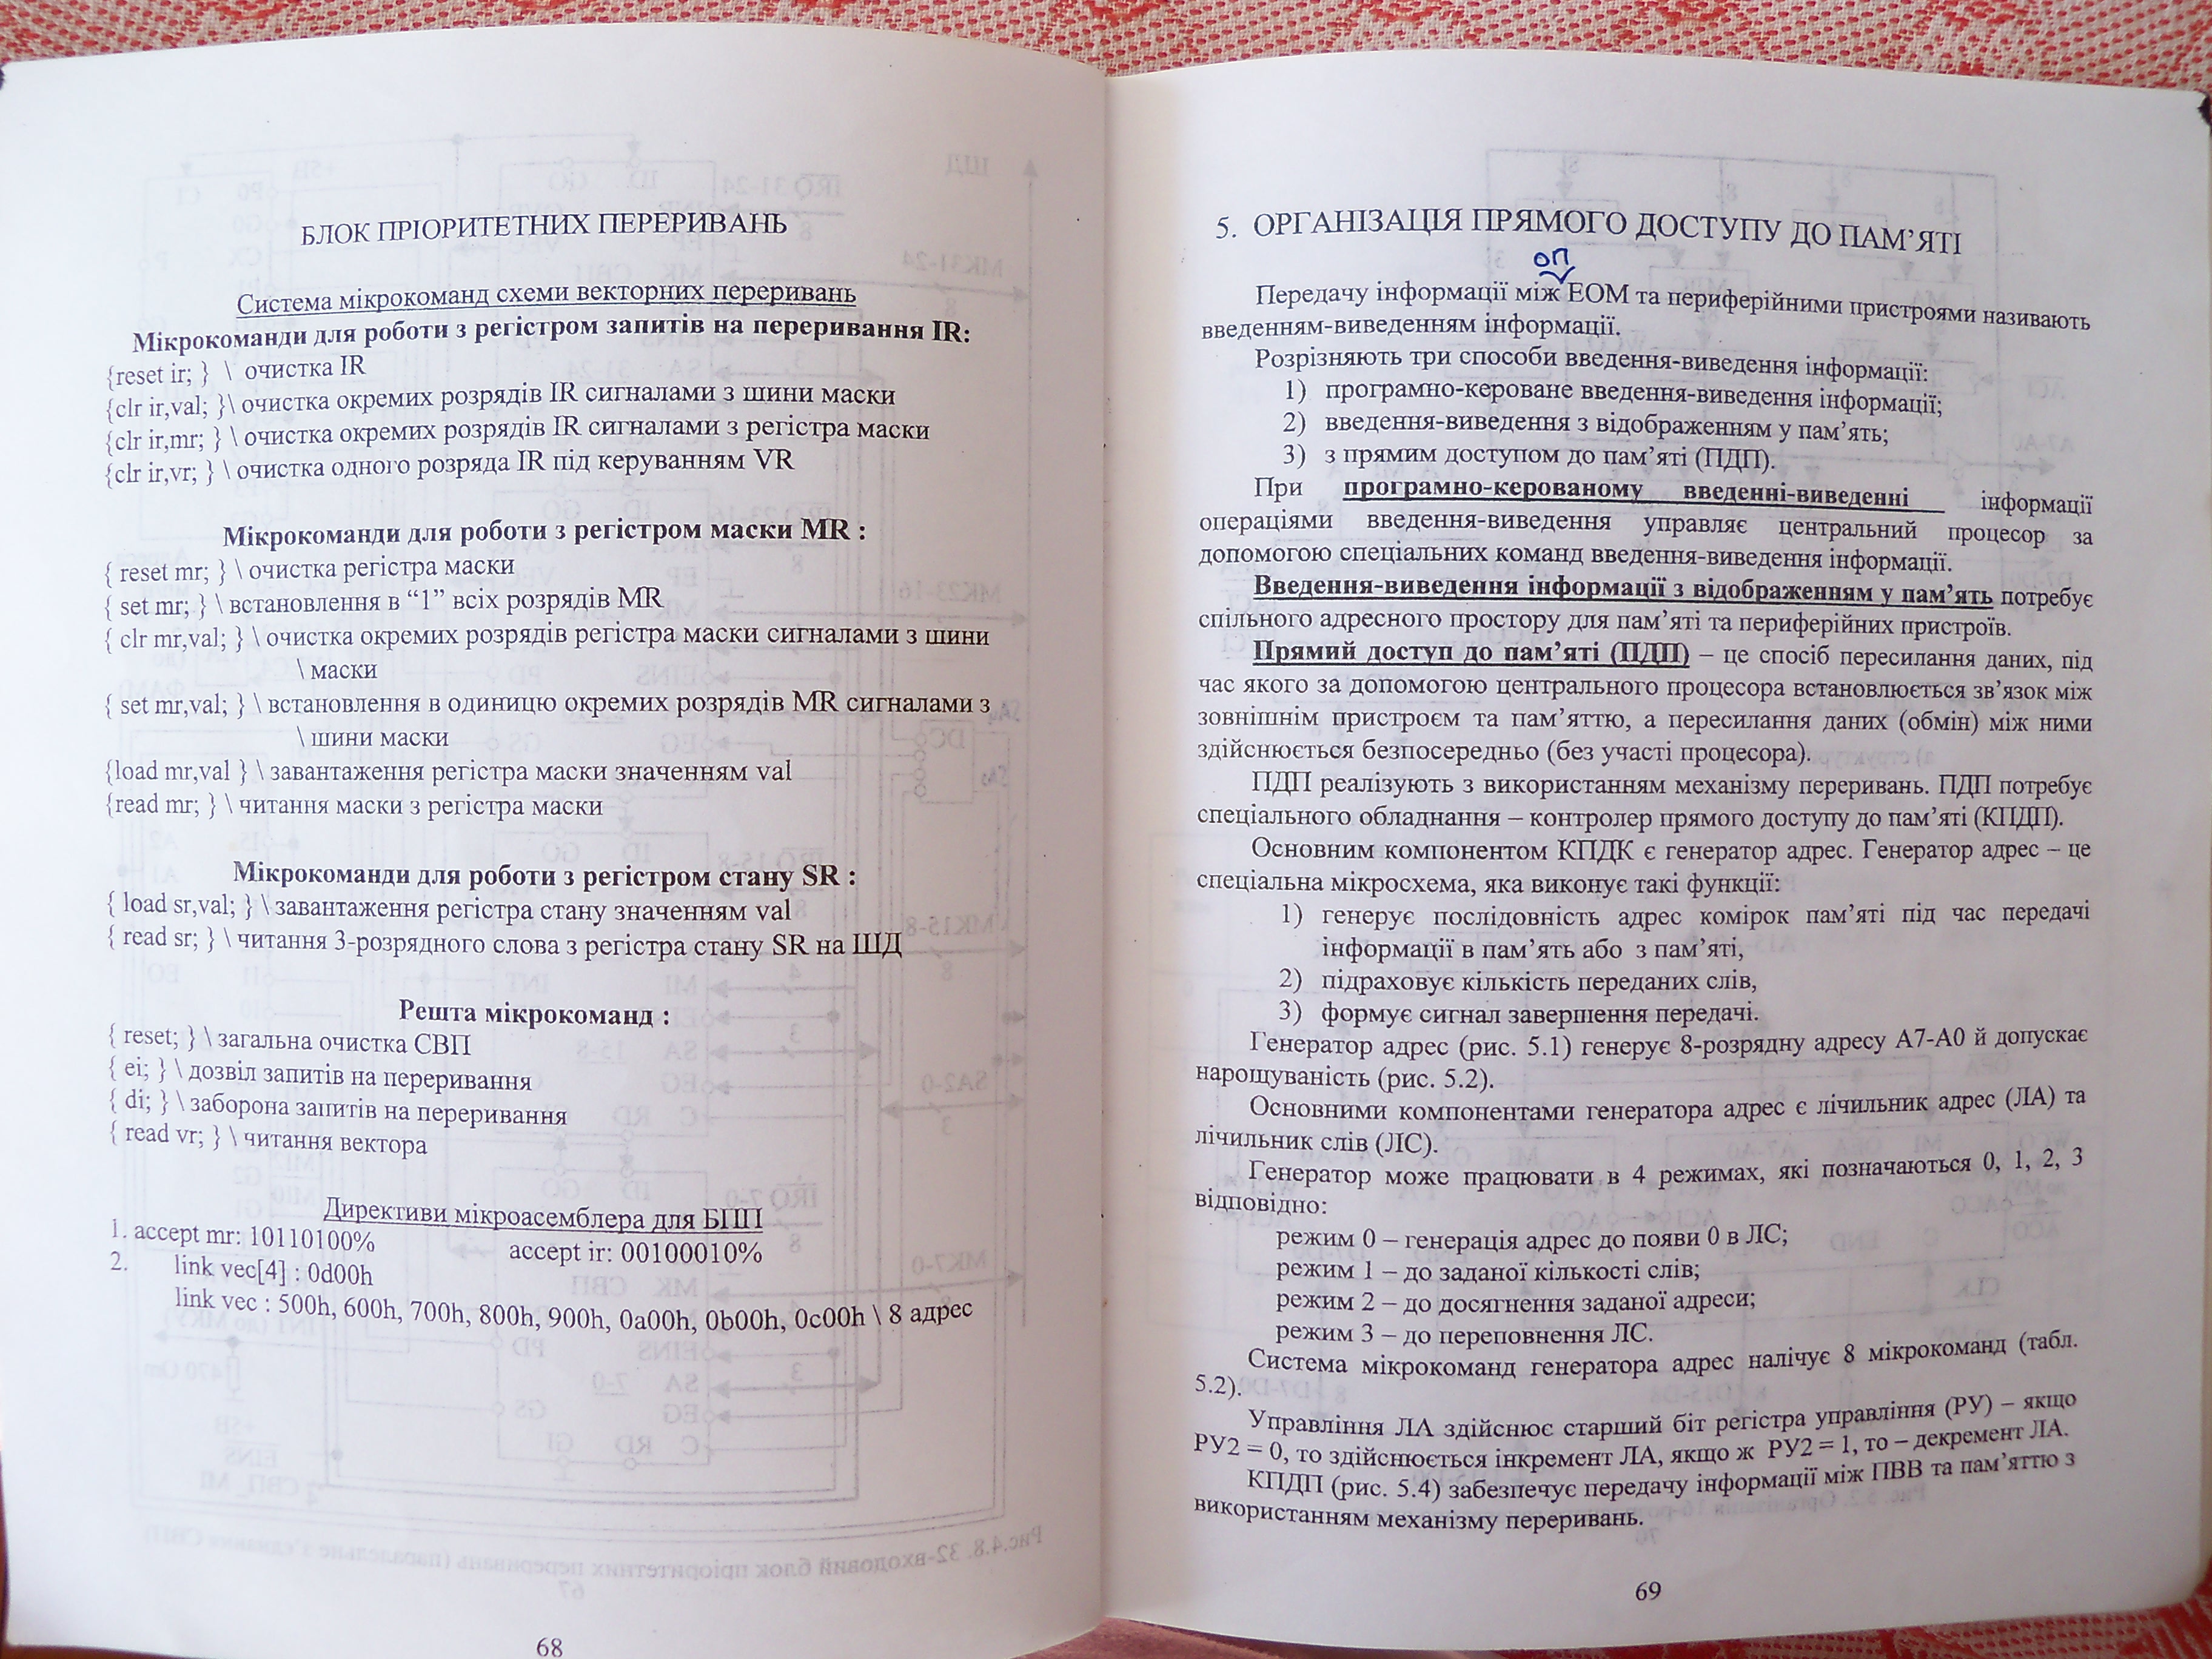 БЛОК ПРІОРИТЕТНИХ ПЕРЕРИВАНЬ
Система мікрокоманд схеми векторних переривань
Мікрокоманди для роботи з регістром запитів на переривання IR:
{reset ir; } \ очистка IR
{clr ir,val; }\ очистка окремих розрядів IR сигналами з шини маски
{clr ir,mr; } \ очистка окремих розрядів IR сигналами з регістра маски
{clr ir,vr; } \ очистка одного розряда IR під керуванням VR
Мікрокоманди для роботи з регістром маски MR :
{ reset mr; } \ очистка регістра маски
{ set mr; } \ встановлення в “1” всіх розрядів MR
{ clr mr,val; } \ очистка окремих розрядів регістра маски сигналами з шини
\ маски
{ set mr,val; } \ встановлення в одиницю окремих розрядів MR сигналами з
\ шини маски
{load mr,val } \ завантаження регістра маски значенням val
{read mr; } \ читання маски з регістра маски
Мікрокоманди для роботи з регістром стану SR :
{ load sr,val; } \ завантаження регістра стану значенням val
{ read sr; } \ читання 3-розрядного слова з регістра стану SR на ШД
Решта мікрокоманд :
{ reset; } \ загальна очистка СВП
{ ei; } \ дозвіл запитів на переривання
{ di; } \ заборона запитів на переривання
{ read vr; } \ читання вектора
Директиви мікроасемблера для БПП
1. accept mr: 10110100% accept ir: 00100010%
2. link vec[4] : 0d00h
link vec : 500h, 600h, 700h, 800h, 900h, 0a00h, 0b00h, 0c00h \ 8 адрес
68
5. ОРГАНІЗАЦІЯ ПРЯМОГО ДОСТУПУ ДО ПАМ’ЯТІ
оп
Передачу інформації між ЕОМ та периферійними пристроями називають
введенням-виведенням інформації.
Розрізняють три способи введення-виведення інформації:
1) програмно-кероване введення-виведення інформації;
2) введення-виведення з відображенням у пам’ять;
3) з прямим доступом до пам’яті (ПДП).
При програмно-керованому введенні-виведенні інформації
операціями введення-виведення управляє центральний процесор за
допомогою спеціальних команд введення-виведення інформації.
Введення-виведення інформації з відображенням у пам’ять потребує
спільного адресного простору для пам’яті та периферійних пристроїв.
Прямий доступ до пам’яті (ПДП) – це спосіб пересилання даних, під
час якого за допомогою центрального процесора встановлюється зв’язок між
зовнішнім пристроєм та пам’яттю, а пересилання даних (обмін) між ними
здійснюється безпосередньо (без участі процесора).
ПДП реалізують з використанням механізму переривань. ПДП потребує
спеціального обладнання – контролер прямого доступу до пам’яті (КПДП).
Основним компонентом КПДК є генератор адрес. Генератор адрес – це
спеціальна мікросхема, яка виконує такі функції:
1) генерує послідовність адрес комірок пам’яті під час передачі
інформації в пам’ять або з пам’яті,
2) підраховує кількість переданих слів,
3) формує сигнал завершення передачі.
Генератор адрес (рис. 5.1) генерує 8-розрядну адресу A7-A0 й допускає
нарощуваність (рис. 5.2).
Основними компонентами генератора адрес є лічильник адрес (ЛА) та
лічильник слів (ЛС).
Генератор може працювати в 4 режимах, які позначаються 0, 1, 2, 3
відповідно:
режим 0 – генерація адрес до появи 0 в ЛС;
режим 1 – до заданої кількості слів;
режим 2 – до досягнення заданої адреси;
режим 3 – до переповнення ЛС.
Система мікрокоманд генератора адрес налічує 8 мікрокоманд (табл.
5.2).
Управління ЛА здійснює старший біт регістра управління (РУ) – якщо
РУ2 = 0, то здійснюється інкремент ЛА, якщо ж РУ2 = 1, то – декремент ЛА.
КПДП (рис. 5.4) забезпечує передачу інформації між ПВВ та пам’яттю з
використанням механізму переривань.
69